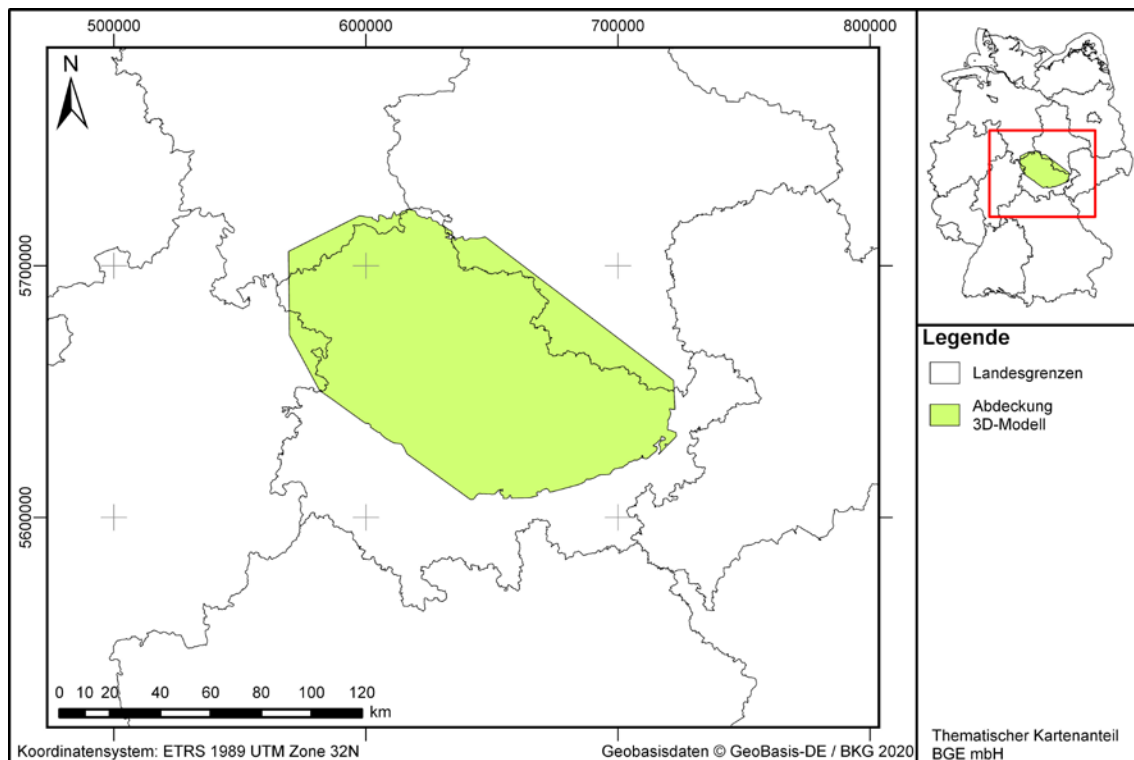 500000
600000
700000
800000
N
5700000
5600000
0 10 20 40 60 80 100 120
km
Koordinatensystem: ETRS 1989 UTM Zone 32N
Geobasisdaten © GeoBasis-DE / BKG 2020
Legende
Landesgrenzen
Abdeckung
3D-Modell
Thematischer Kartenanteil
BGE mbH